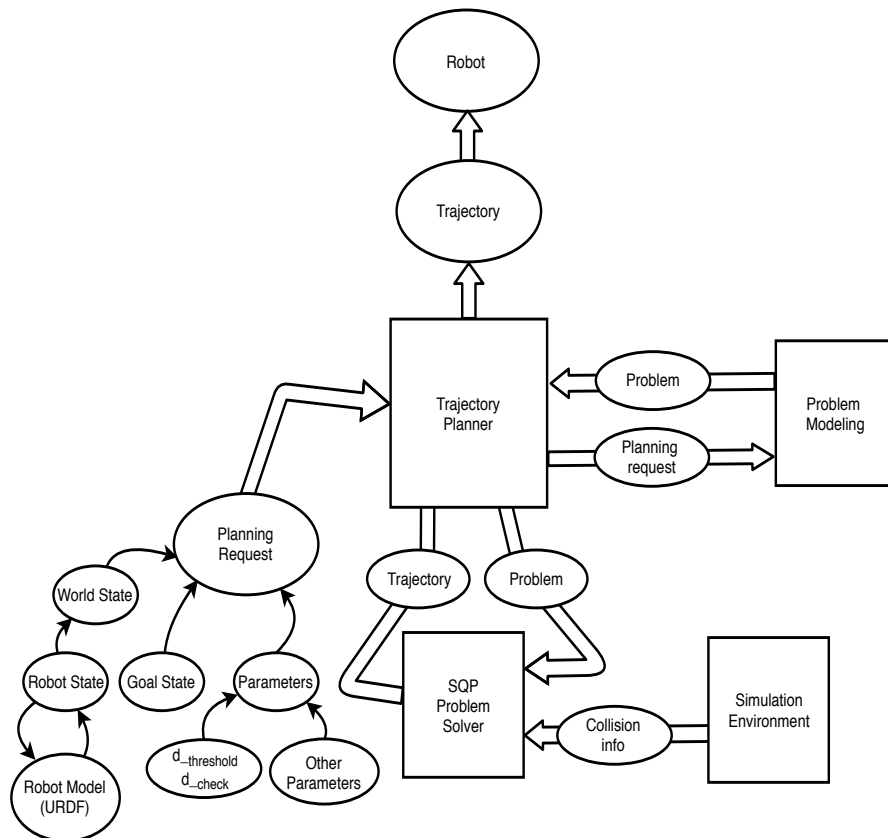 Robot
Trajectory
Trajectory
Planner
Problem
Problem
Modeling
Planning
request
Planning
Request
Trajectory
Problem
World State
Robot State
Goal State
Parameters
SQP
Problem
Solver
Simulation
Environment
Collision
info
d_threshold
d_check
Other
Parameters
Robot Model
(URDF)